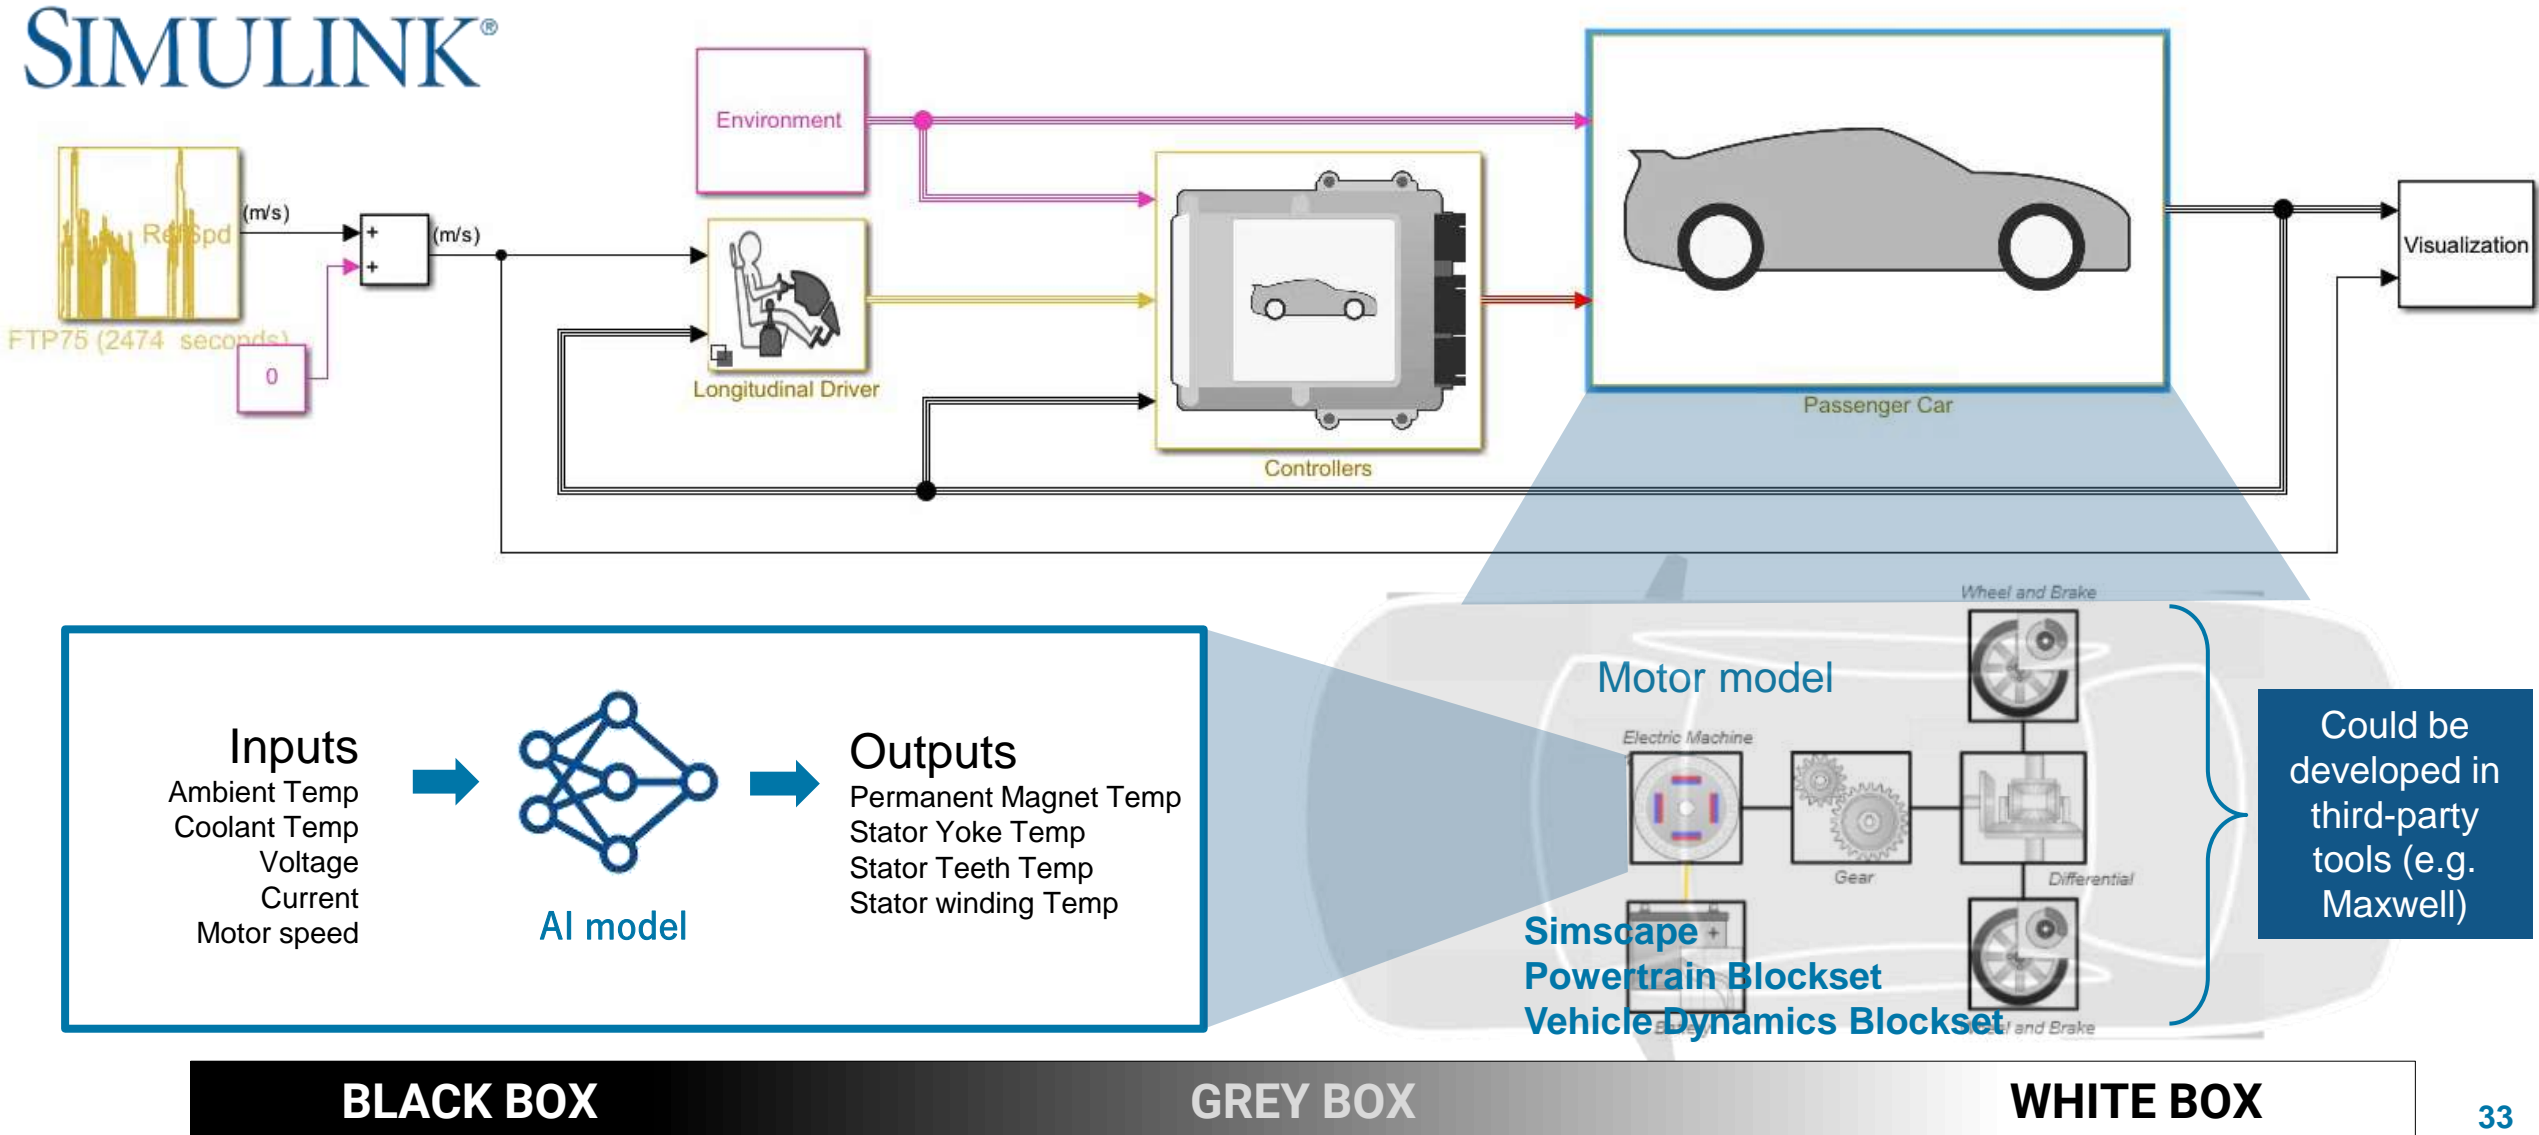 SIMULINK®
Environment
RefSpd
(m/s)
+
+
(m/s)
FTP75 (2474 seconds)
0
Longitudinal Driver
Controllers
Passenger Car
Visualization
Inputs
Ambient Temp
Coolant Temp
Voltage
Current
Motor speed
AI model
Outputs
Permanent Magnet Temp
Stator Yoke Temp
Stator Teeth Temp
Stator winding Temp
Motor model
Wheel and Brake
Electric Machine
Gear
Differential
Simscape
Powertrain Blockset
Vehicle Dynamics Blockset
Battery
Wheel and Brake
Could be
developed in
third-party
tools (e.g.
Maxwell)
BLACK BOX
GREY BOX
WHITE BOX
33